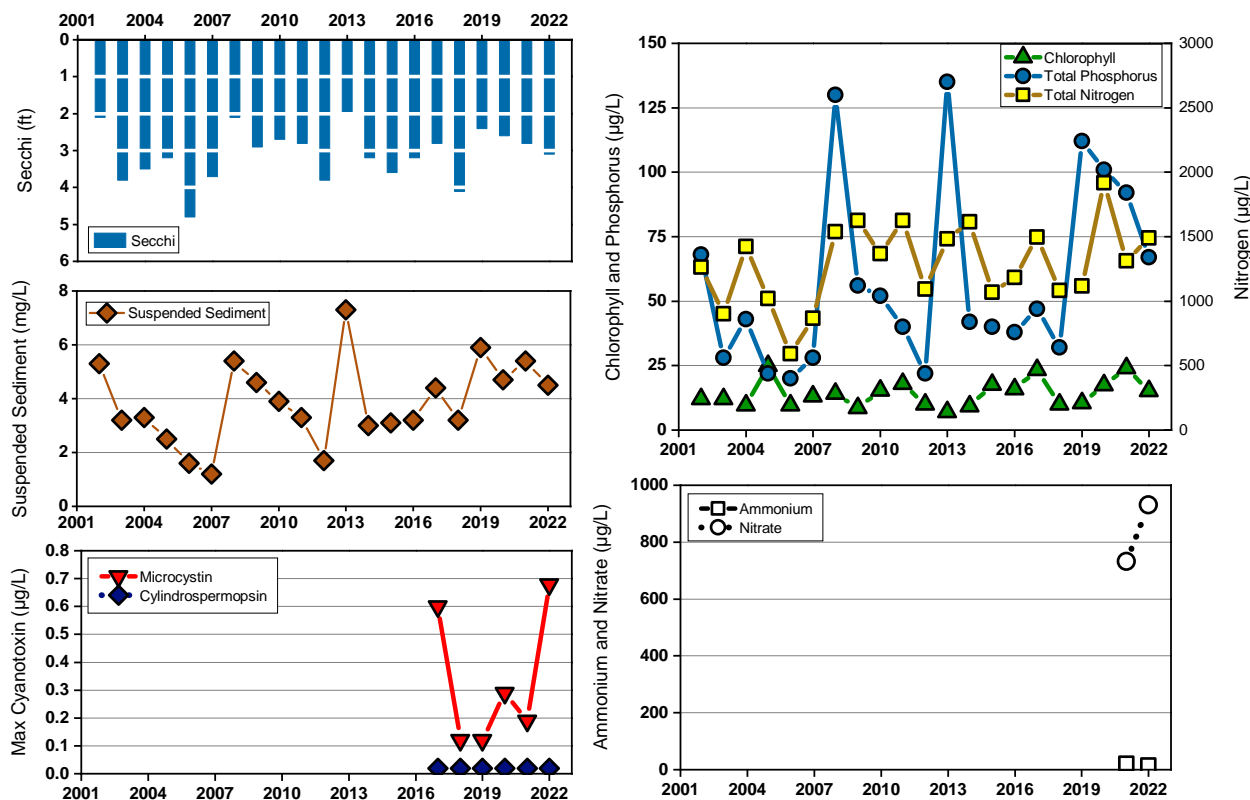 2001 2004 2007 2010 2013 2016 2019 2022
0
1
2
3
4
5
6
Secchi (ft)
Secchi
8
6
4
2
0
Suspended Sediment (mg/L)
Suspended Sediment
2001 2004 2007 2010 2013 2016 2019 2022
0.8
0.7
0.6
0.5
0.4
0.3
0.2
0.1
0.0
Max Cyanotoxin (µg/L)
Microcystin
Cylindrospermopsin
2001 2004 2007 2010 2013 2016 2019 2022
150
125
100
75
50
25
0
Chlorophyll and Phosphorus (µg/L)
Chlorophyll
Total Phosphorus
Total Nitrogen
3000
2500
2000
1500
1000
500
0
Nitrogen (µg/L)
2001 2004 2007 2010 2013 2016 2019 2022
1000
800
600
400
200
0
Ammonium and Nitrate (µg/L)
Ammonium
Nitrate
2001 2004 2007 2010 2013 2016 2019 2022